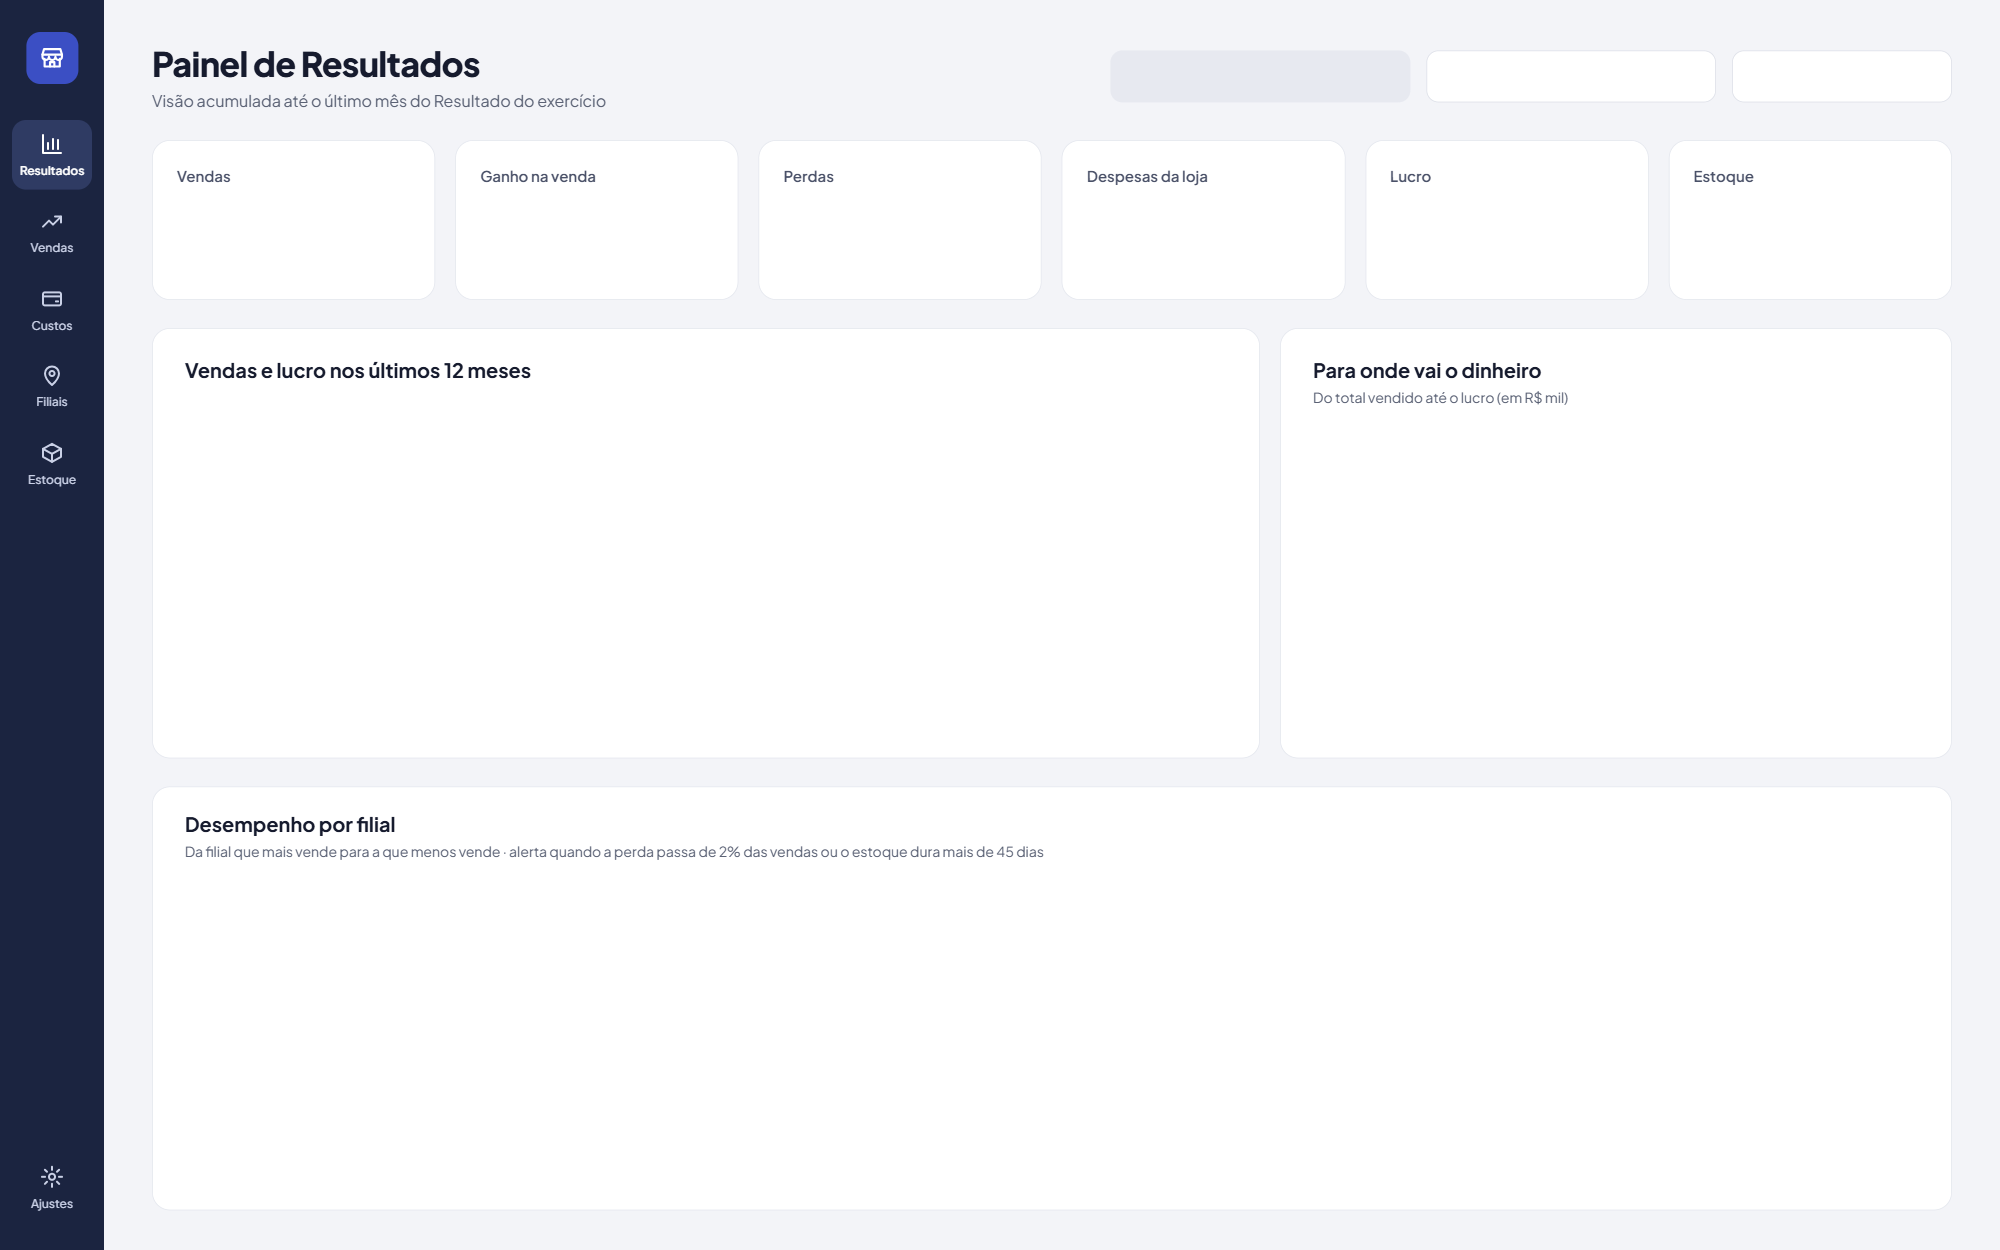 Painel de Resultados
Visão acumulada até o último mês do Resultado do exercício
Resultados
Vendas
Custos
Filiais
Estoque
Ajustes
Vendas
Ganho na venda
Perdas
Despesas da loja
Lucro
Estoque
Vendas e lucro nos últimos 12 meses
Para onde vai o dinheiro
Do total vendido até o lucro (em R$ mil)
Desempenho por filial
Da filial que mais vende para a que menos vende · alerta quando a perda passa de 2% das vendas ou o estoque dura mais de 45 dias